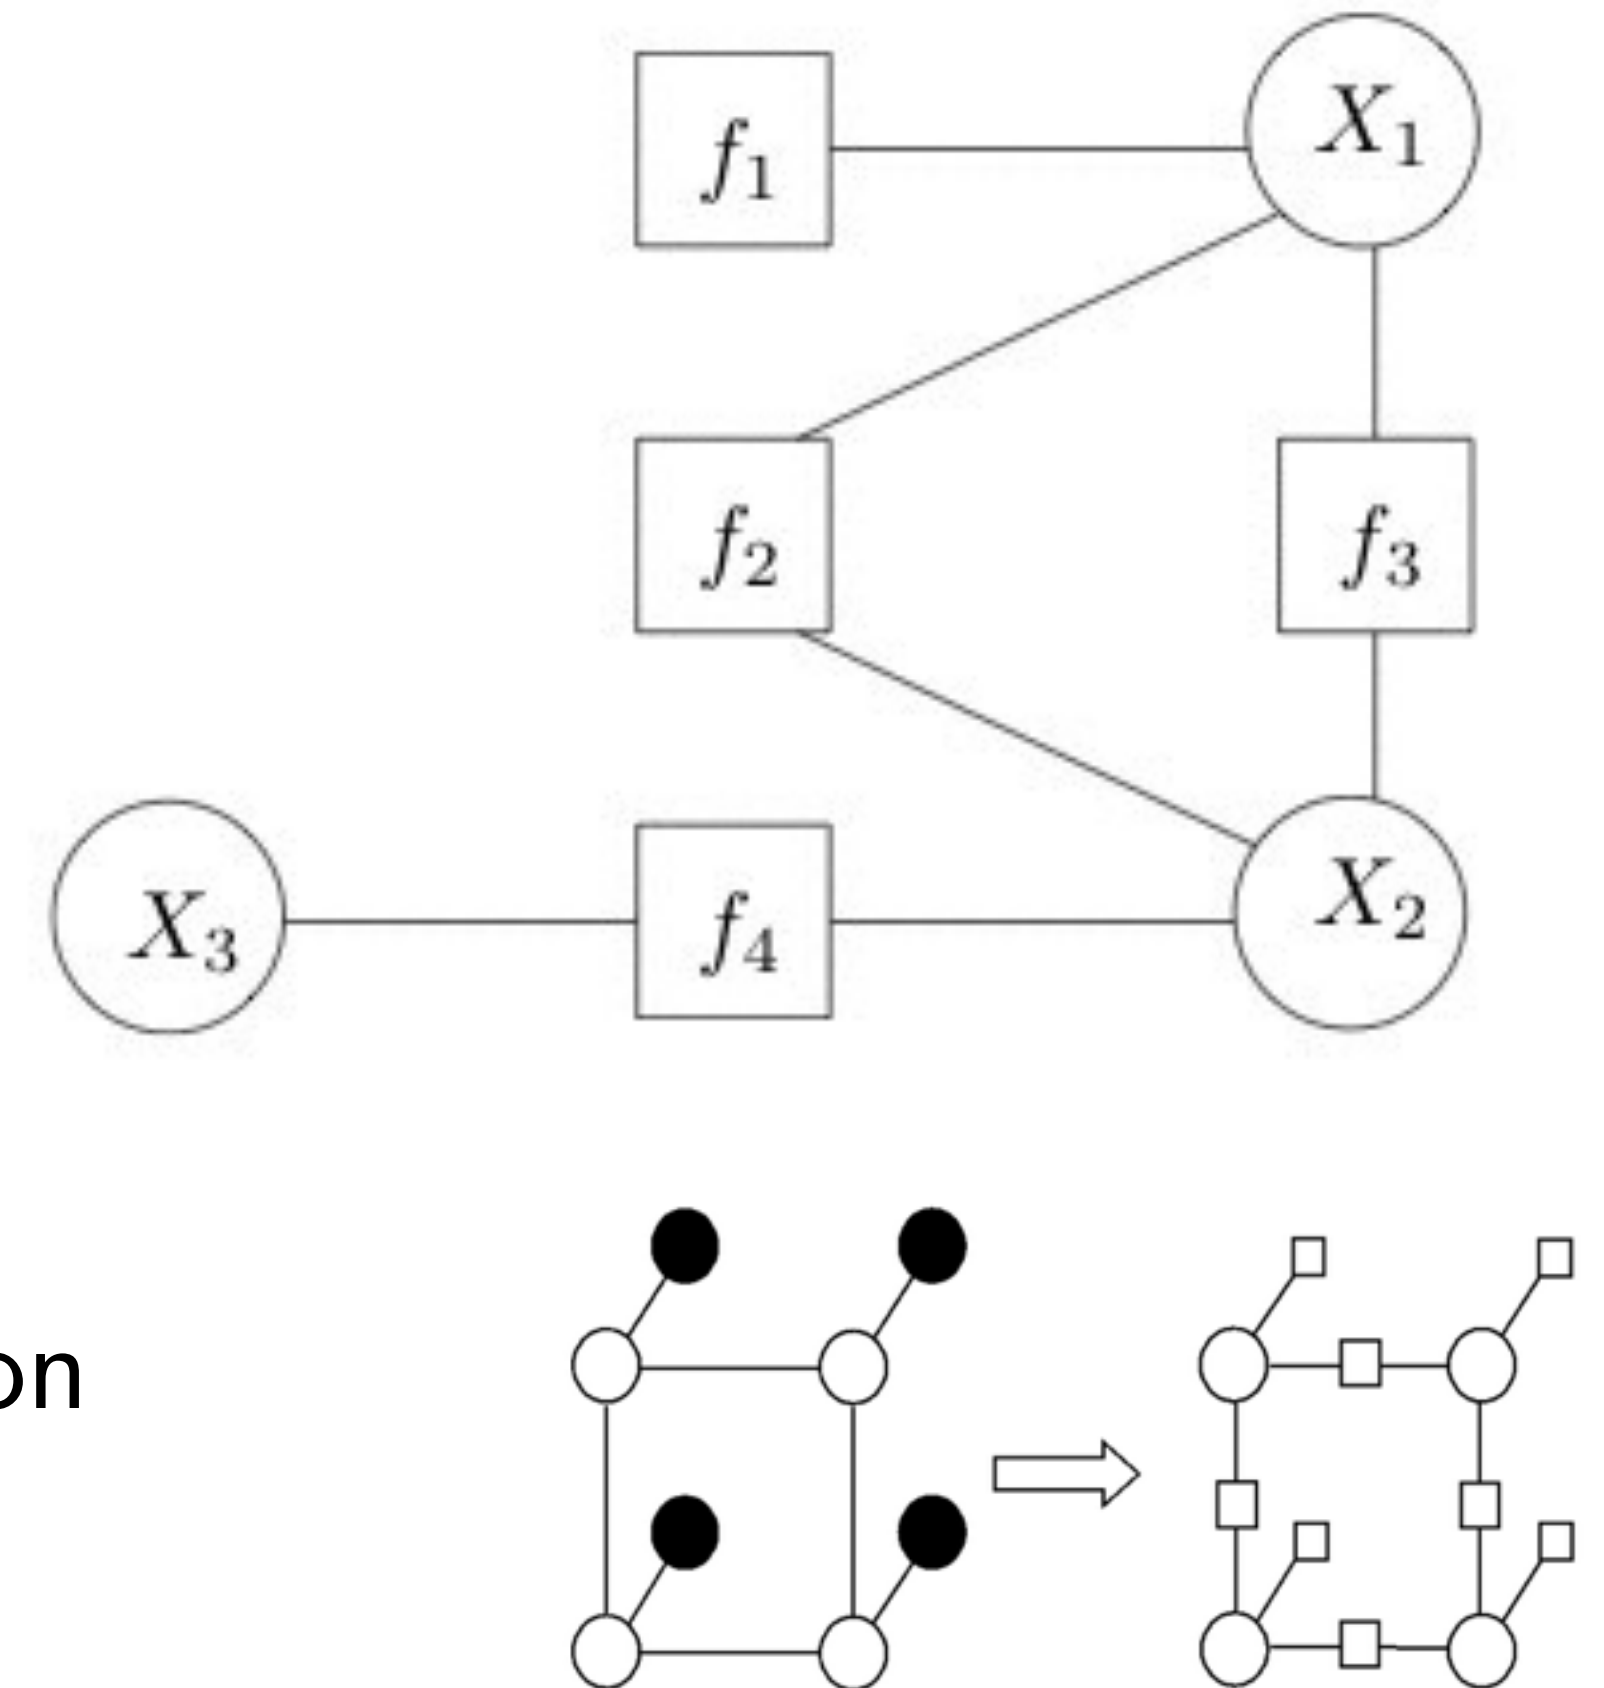 f₁ X₁
f₂ f₃
X₃ f₄ X₂
on